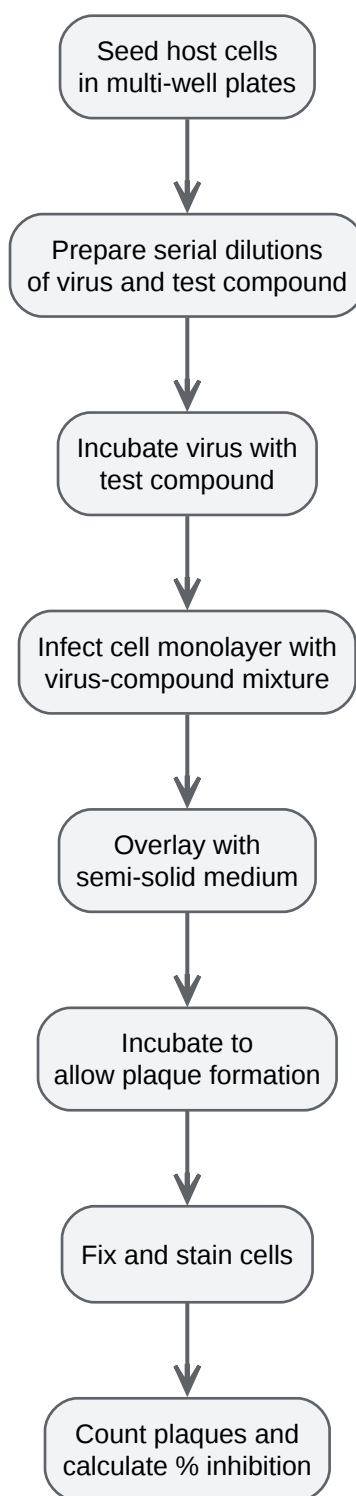 Seed host cells
in multi-well plates
Prepare serial dilutions
of virus and test compound
Incubate virus with
test compound
Infect cell monolayer with
virus-compound mixture
Overlay with
semi-solid medium
Incubate to
allow plaque formation
Fix and stain cells
Count plaques and
calculate % inhibition